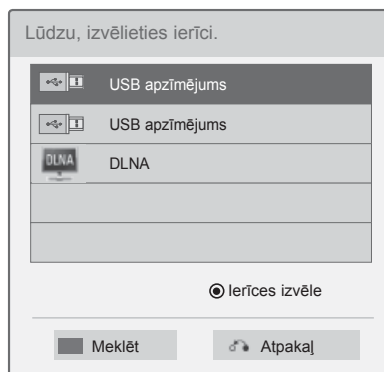 Lūdzu, izvēlieties ierīci.
USB apzīmējums
USB apzīmējums
DLNA DLNA
Ierīces izvēle
Meklēt Atpakaļ